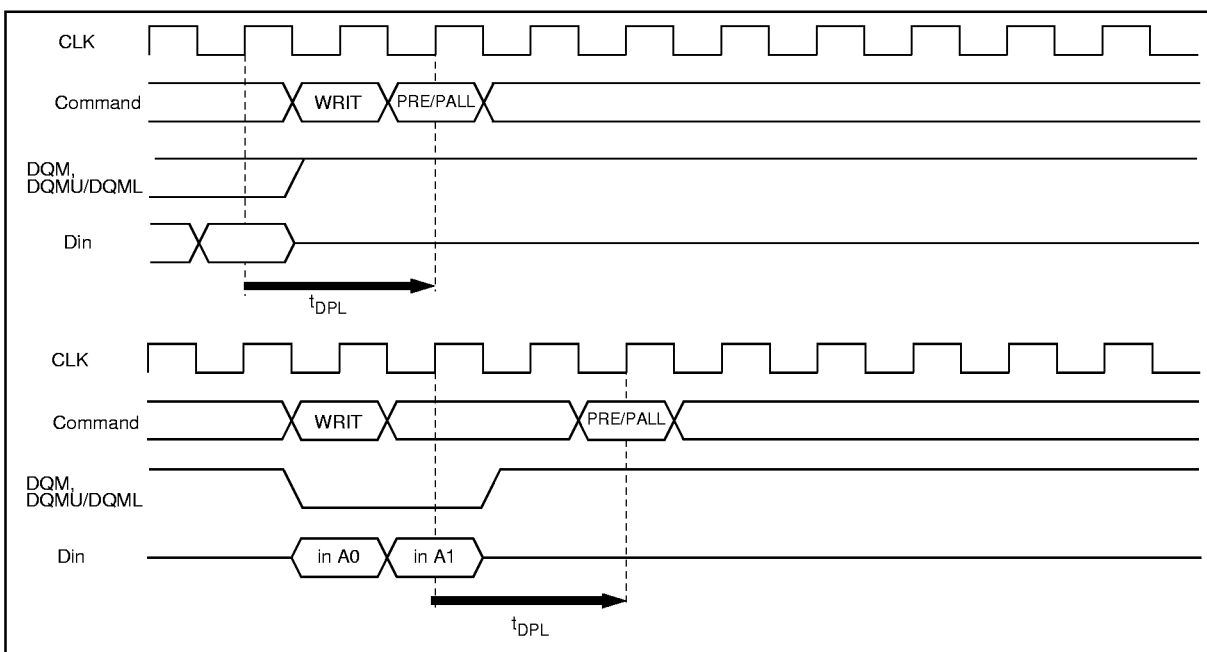 CLK
Command WRIT PRE/PALL
DQM,
DQMU/DQML
Din
tDPL
CLK
Command WRIT PRE/PALL
DQM,
DQMU/DQML
Din in A0 in A1
tDPL